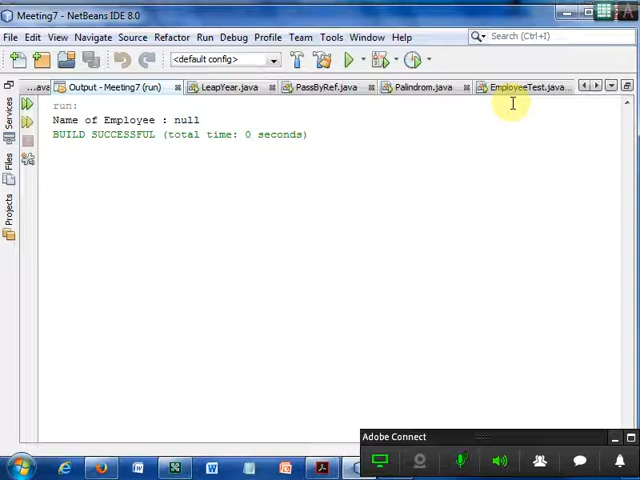 Meeting7 - NetBeans IDE 8.0
File Edit View Navigate Source Refactor Run Debug Profile Team Tools Window Help
Search (Ctrl+I)
<default config>
...ava Output - Meeting7 (run) LeapYear.java PassByRef.java Palindrom.java EmployeeTest.java...
Services
Files
Projects
run:
Name of Employee : null
BUILD SUCCESSFUL (total time: 0 seconds)
Adobe Connect